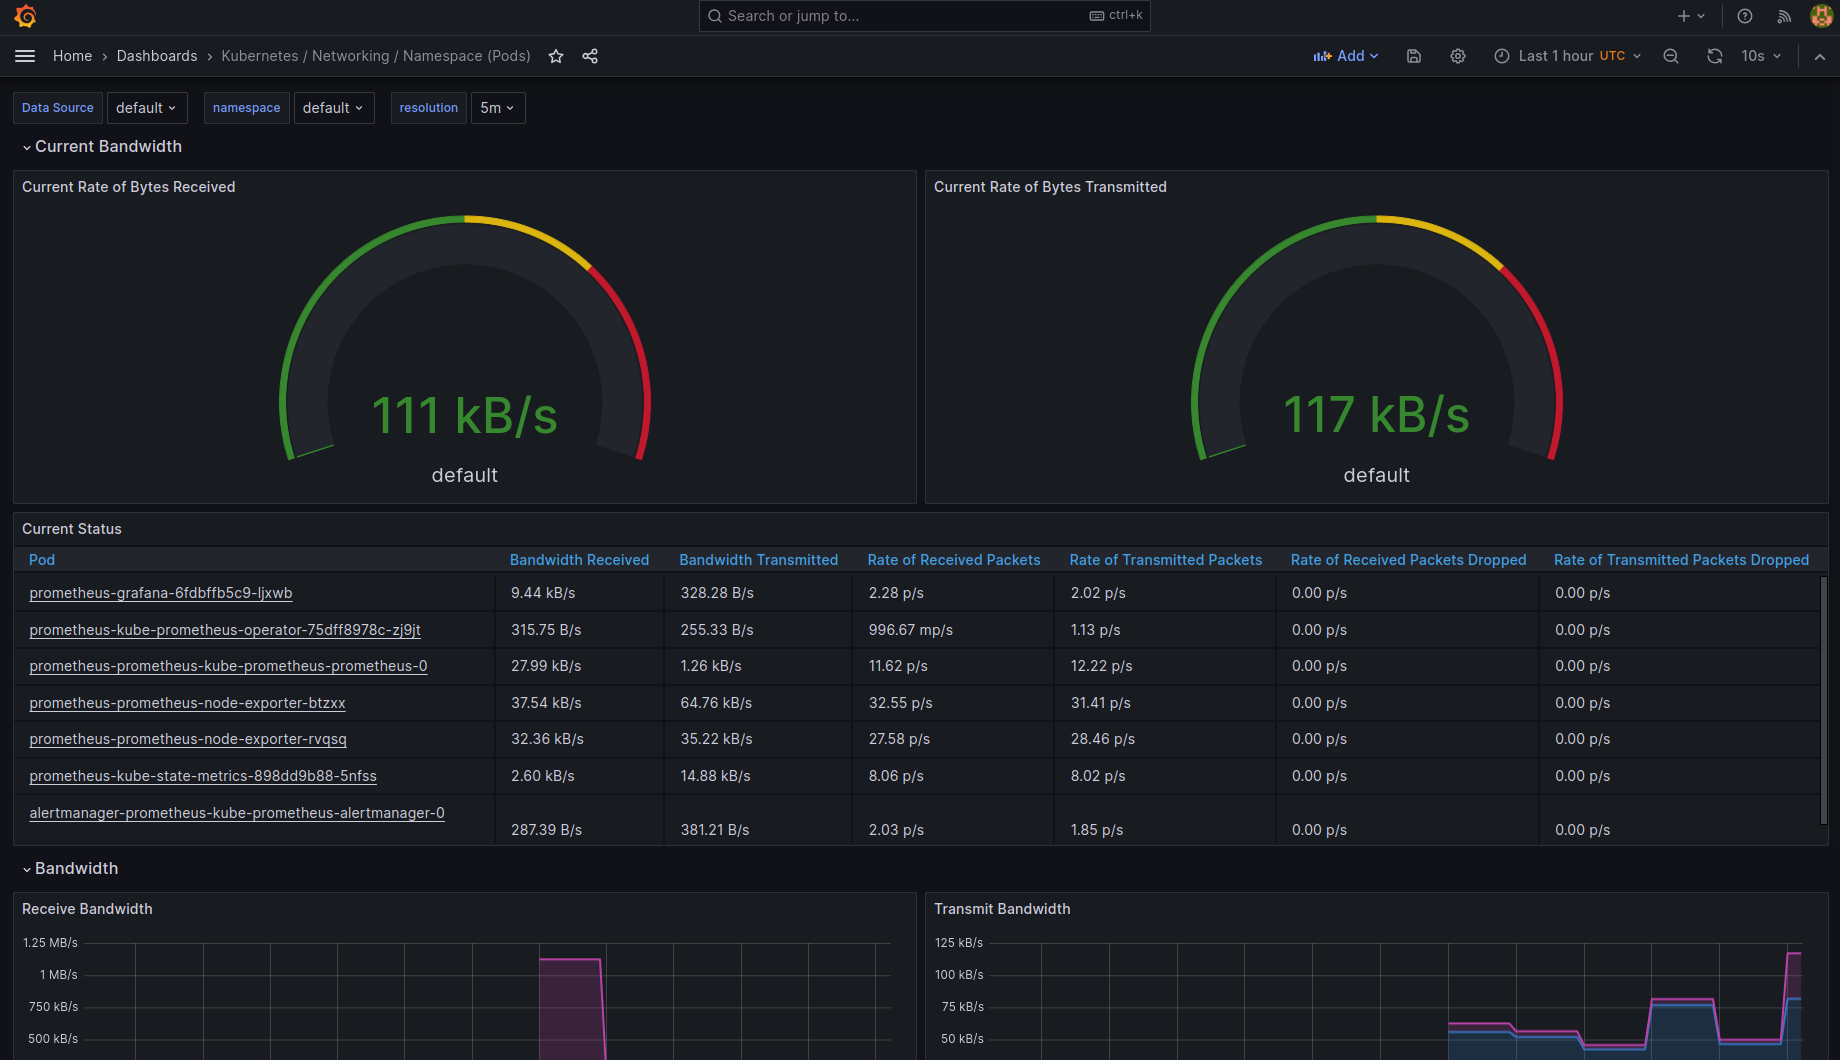 Search or jump to... ctrl+k
Home › Dashboards › Kubernetes / Networking / Namespace (Pods) Add Last 1 hour UTC 10s
Data Source default namespace default resolution 5m
Current Bandwidth
Current Rate of Bytes Received
111 kB/s
default
Current Rate of Bytes Transmitted
117 kB/s
default
Current Status
Pod Bandwidth Received Bandwidth Transmitted Rate of Received Packets Rate of Transmitted Packets Rate of Received Packets Dropped Rate of Transmitted Packets Dropped
prometheus-grafana-6fdbffb5c9-ljxwb 9.44 kB/s 328.28 B/s 2.28 p/s 2.02 p/s 0.00 p/s 0.00 p/s
prometheus-kube-prometheus-operator-75dff8978c-zj9jt 315.75 B/s 255.33 B/s 996.67 mp/s 1.13 p/s 0.00 p/s 0.00 p/s
prometheus-prometheus-kube-prometheus-prometheus-0 27.99 kB/s 1.26 kB/s 11.62 p/s 12.22 p/s 0.00 p/s 0.00 p/s
prometheus-prometheus-node-exporter-btzxx 37.54 kB/s 64.76 kB/s 32.55 p/s 31.41 p/s 0.00 p/s 0.00 p/s
prometheus-prometheus-node-exporter-rvqsq 32.36 kB/s 35.22 kB/s 27.58 p/s 28.46 p/s 0.00 p/s 0.00 p/s
prometheus-kube-state-metrics-898dd9b88-5nfss 2.60 kB/s 14.88 kB/s 8.06 p/s 8.02 p/s 0.00 p/s 0.00 p/s
alertmanager-prometheus-kube-prometheus-alertmanager-0 287.39 B/s 381.21 B/s 2.03 p/s 1.85 p/s 0.00 p/s 0.00 p/s
Bandwidth
Receive Bandwidth
1.25 MB/s
1 MB/s
750 kB/s
500 kB/s
Transmit Bandwidth
125 kB/s
100 kB/s
75 kB/s
50 kB/s